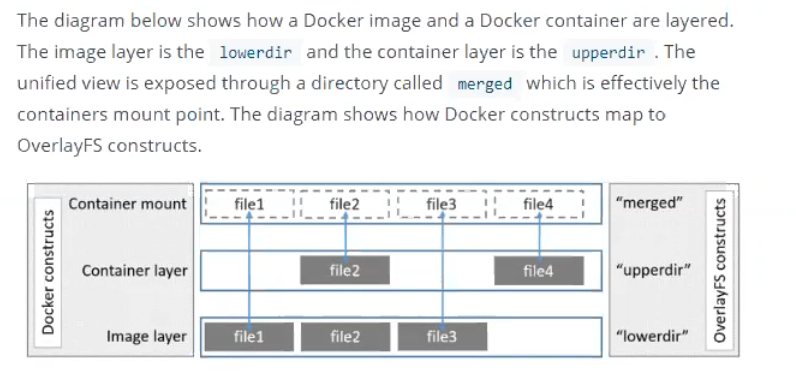 The diagram below shows how a Docker image and a Docker container are layered.
The image layer is the lowerdir and the container layer is the upperdir . The
unified view is exposed through a directory called merged which is effectively the
containers mount point. The diagram shows how Docker constructs map to
OverlayFS constructs.
Docker constructs
Container mount file1 file2 file3 file4 “merged”
Container layer file2 file4 “upperdir”
Image layer file1 file2 file3 “lowerdir”
OverlayFS constructs